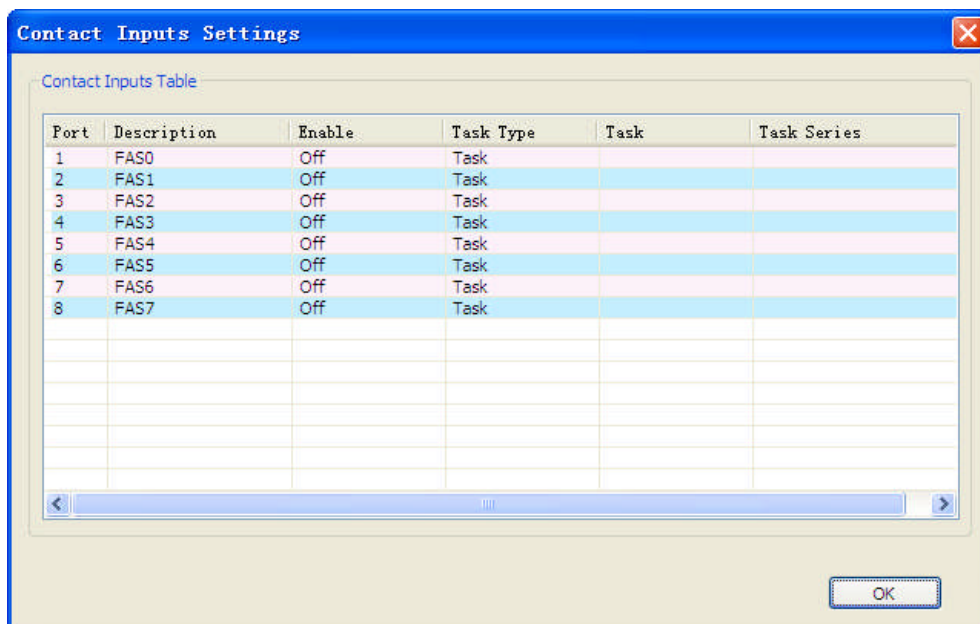 Contact Inputs Settings
Contact Inputs Table
Port Description Enable Task Type Task Task Series
1 FAS0 Off Task
2 FAS1 Off Task
3 FAS2 Off Task
4 FAS3 Off Task
5 FAS4 Off Task
6 FAS5 Off Task
7 FAS6 Off Task
8 FAS7 Off Task
OK